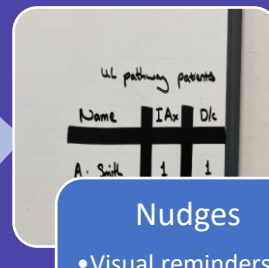 UL pathway patients
Name IAx D/c
A. Smith 1 1
Nudges
•Visual reminders